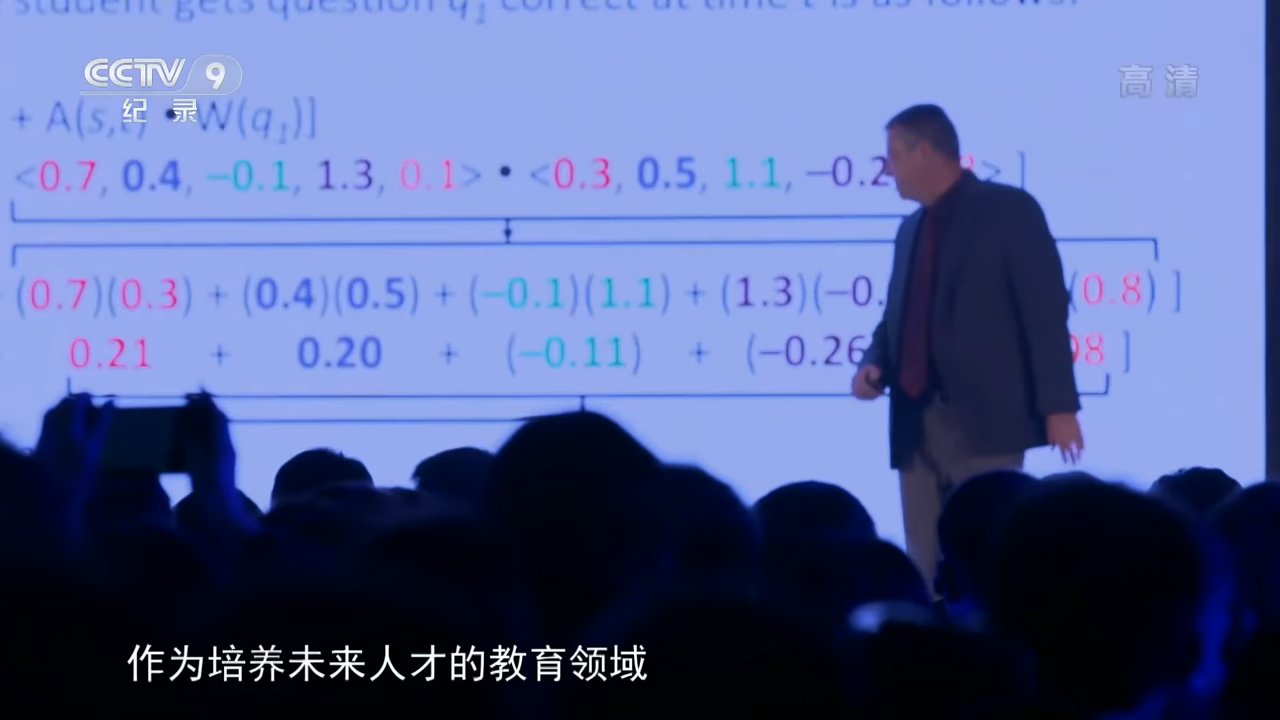 student gets question q₁ correct at time t is as follows:
CCTV 9
高清
纪录
+ A(s,t) • W(q₁)]
<0.7, 0.4, −0.1, 1.3, 0.1> • <0.3, 0.5, 1.1, −0.2 > ]
(0.7)(0.3) + (0.4)(0.5) + (−0.1)(1.1) + (1.3)(−0. (0.8) ]
0.21 + 0.20 + (−0.11) + (−0.26 08 ]
作为培养未来人才的教育领域